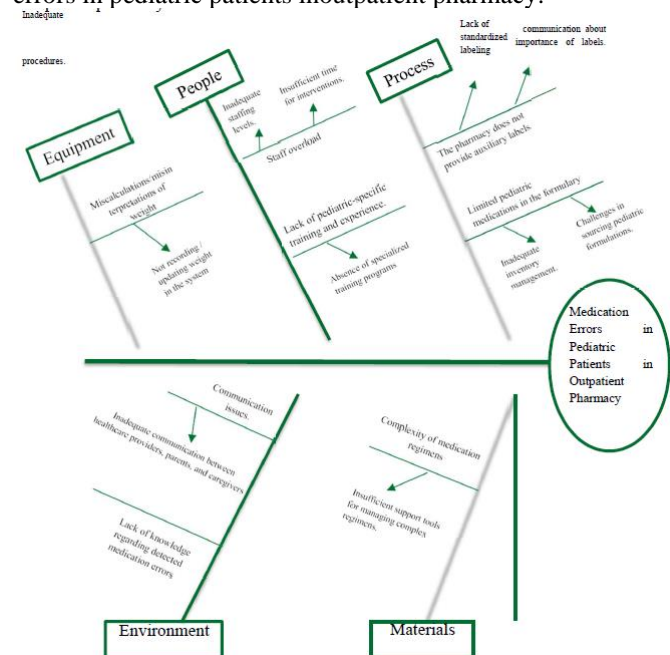 errors in pediatric patients inoutpatient pharmacy.
Inadequate
procedures.
Lack of
standardized
labeling
communication about
importance of labels.
Equipment
People
Process
Miscalculations/misin
terpretations of
weight
Not recording /
updating weight
in the system
Inadequate
staffing
levels.
Insufficient time
for interventions.
Staff overload
Lack of pediatric-specific
training and experience.
Absence of specialized
training programs
The pharmacy does not
provide auxiliary labels.
Limited pediatric
medications in the formulary
Inadequate
inventory
management.
Challenges in
sourcing pediatric
formulations.
Medication
Errors in
Pediatric
Patients in
Outpatient
Pharmacy
Communication
issues.
Inadequate communication between
healthcare providers, parents, and caregivers
Lack of knowledge
regarding detected
medication errors
Complexity of medication
regimens
Insufficient support tools
for managing complex
regimens.
Environment
Materials